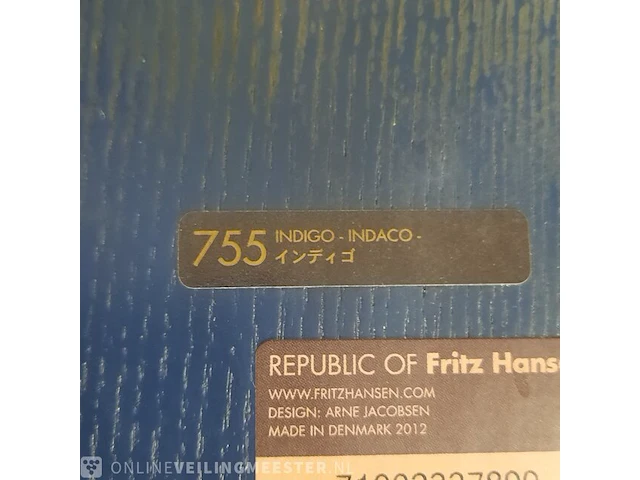 755 INDIGO - INDACO -
インディゴ
REPUBLIC OF Fritz Hans
WWW.FRITZHANSEN.COM
DESIGN: ARNE JACOBSEN
MADE IN DENMARK 2012
ONLINEVEILINGMEESTER.NL